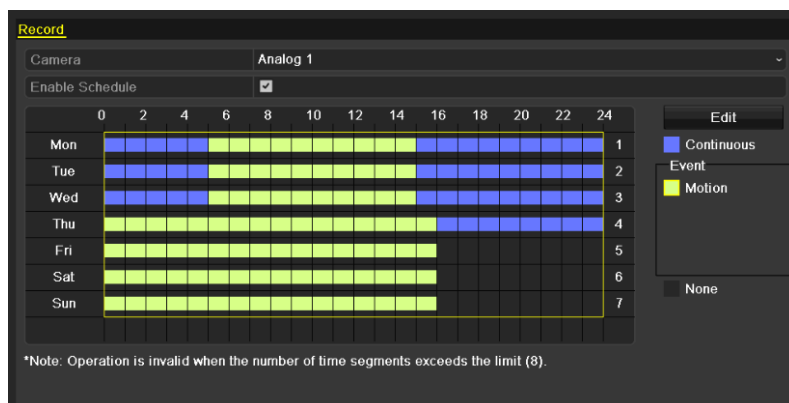 Record
Camera Analog 1
Enable Schedule
0 2 4 6 8 10 12 14 16 18 20 22 24
Edit
Mon 1
Continuous
Event
Tue 2
Motion
Wed 3
Thu 4
Fri 5
Sat 6
None
Sun 7
*Note: Operation is invalid when the number of time segments exceeds the limit (8).